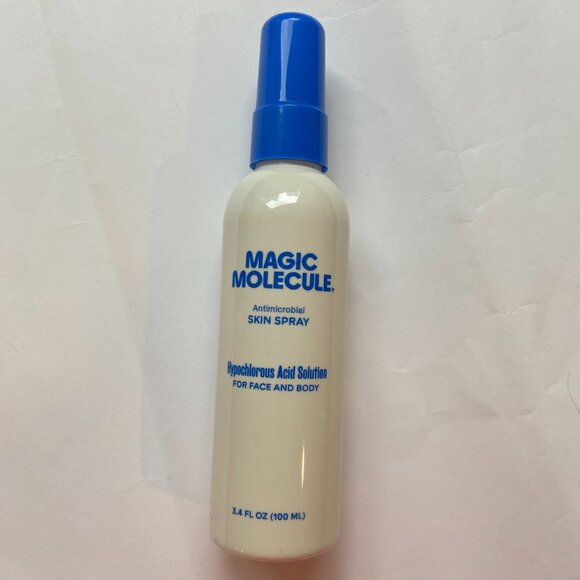 MAGIC
MOLECULE®
Antimicrobial
SKIN SPRAY
Hypochlorous Acid Solution
FOR FACE AND BODY
3.4 FL OZ (100 ML)